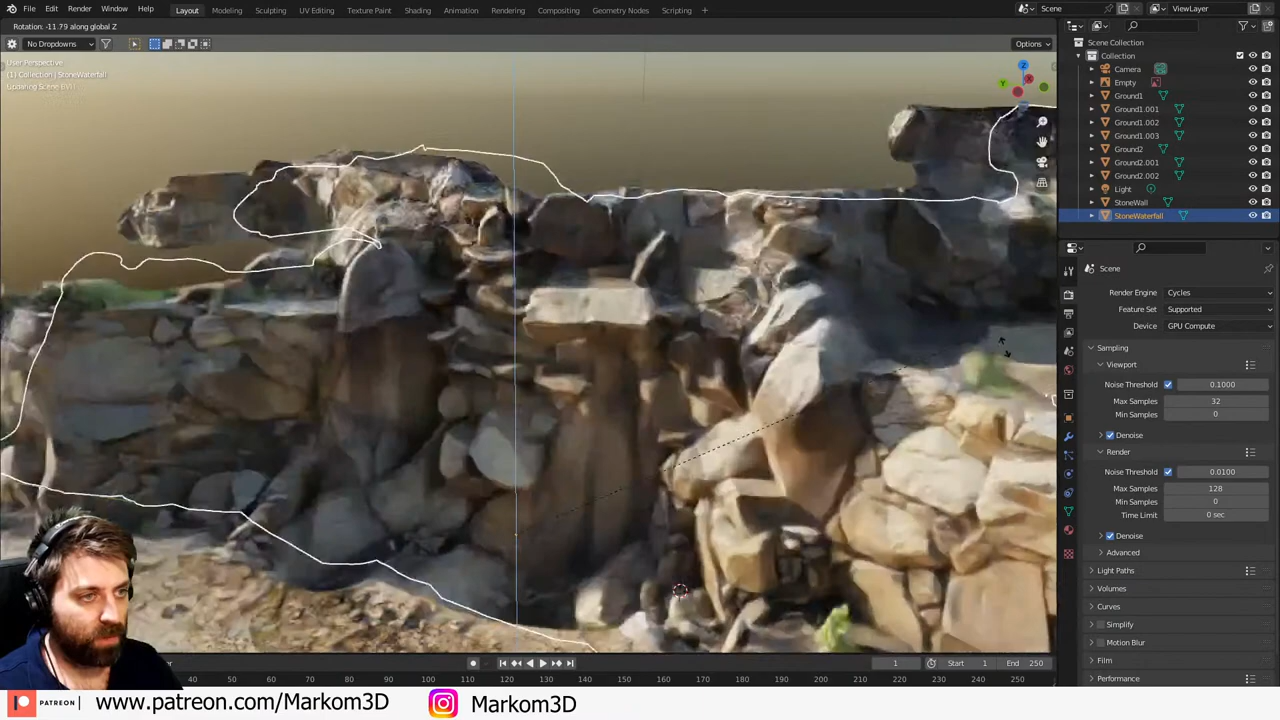 File Edit Render Window Help Layout Modeling Sculpting UV Editing Texture Paint Shading Animation Rendering Compositing Geometry Nodes Scripting + Scene ViewLayer
Rotation: -11.79 along global Z
No Dropdowns Options
User Perspective
(1) Collection | StoneWaterfall
Z
Y
X
Scene Collection
Collection
Camera
Empty
Ground1
Ground1.001
Ground1.002
Ground1.003
Ground2
Ground2.001
Ground2.002
Light
StoneWall
StoneWaterfall
Scene
Render Engine Cycles
Feature Set Supported
Device GPU Compute
Sampling
Viewport
Noise Threshold 0.1000
Max Samples 32
Min Samples 0
Denoise
Render
Noise Threshold 0.0100
Max Samples 128
Min Samples 0
Time Limit 0 sec
Denoise
Advanced
Light Paths
Volumes
Curves
Simplify
Motion Blur
Film
Performance
1 Start 1 End 250
40 50 60 70 80 90 100 110 120 130 140 150 160 170 180 190 200 210 220 230 240 250
PATREON www.patreon.com/Markom3D Markom3D